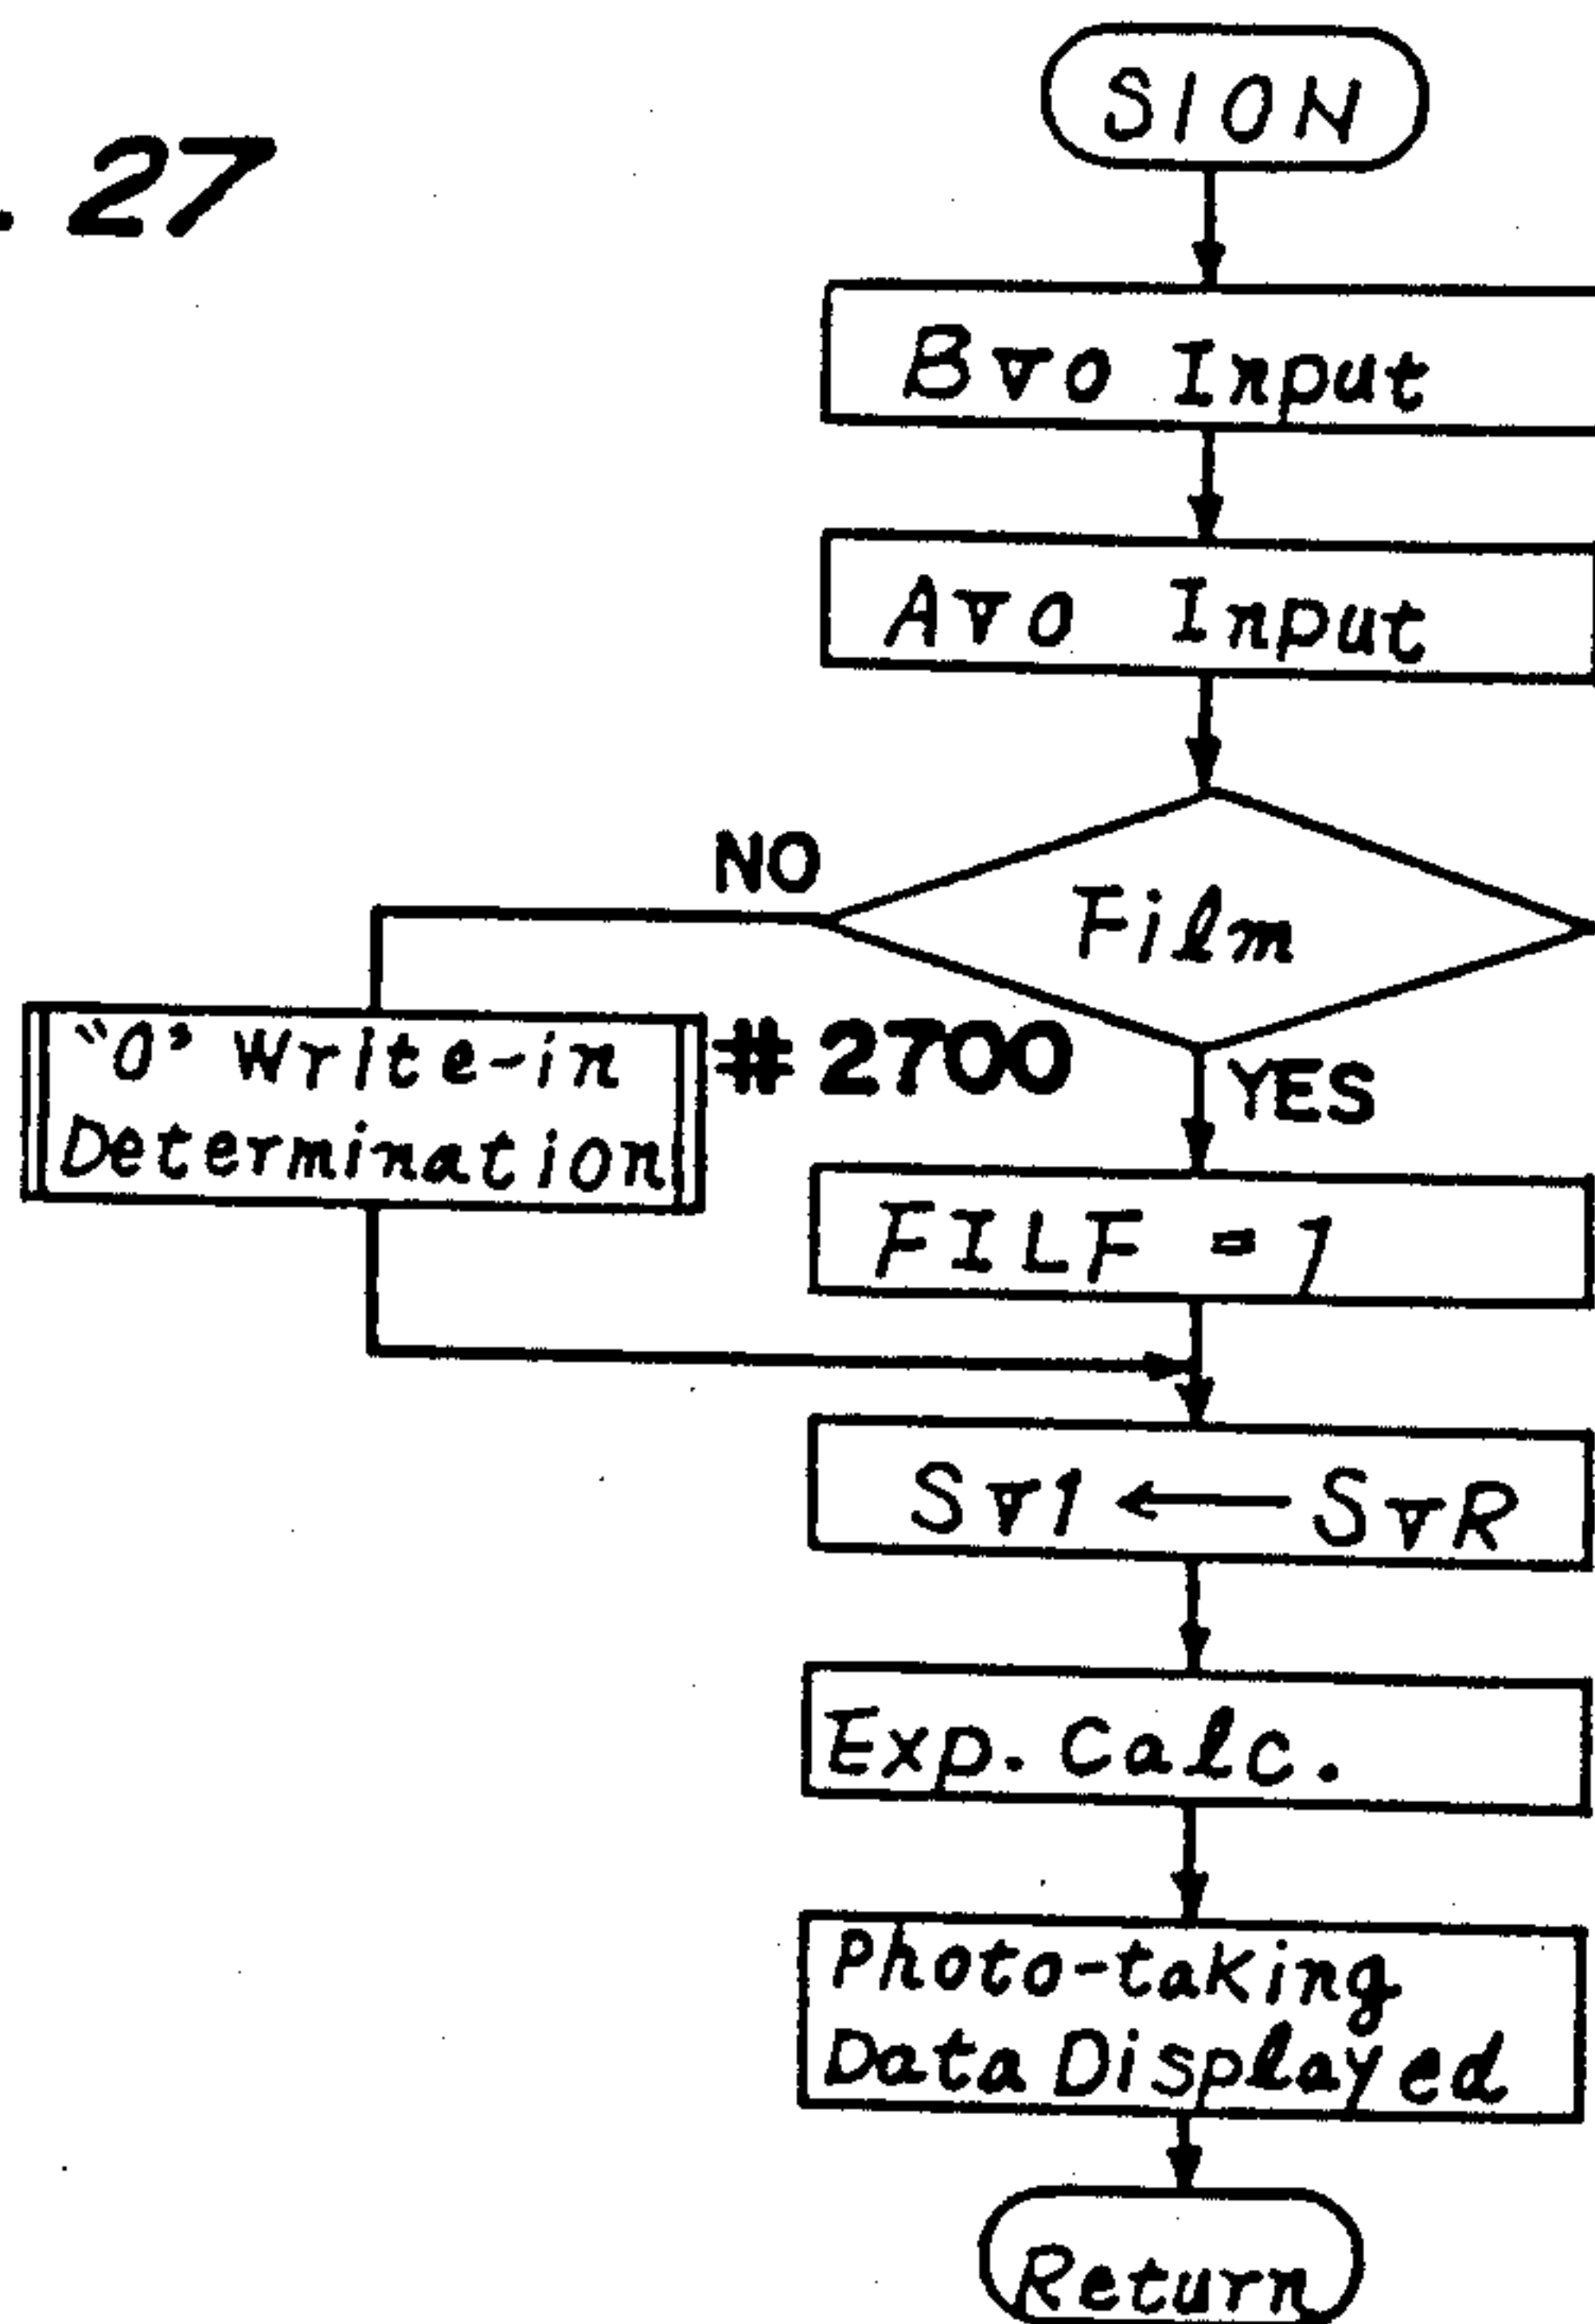 . 27
S1ON
Bvo Input
Avo Input
NO
Film
"0" Write-in
Determination
#2700
YES
FILF = 1
Sv1 ← SvR
Exp. Calc.
Photo-taking
Data Displayed
Return